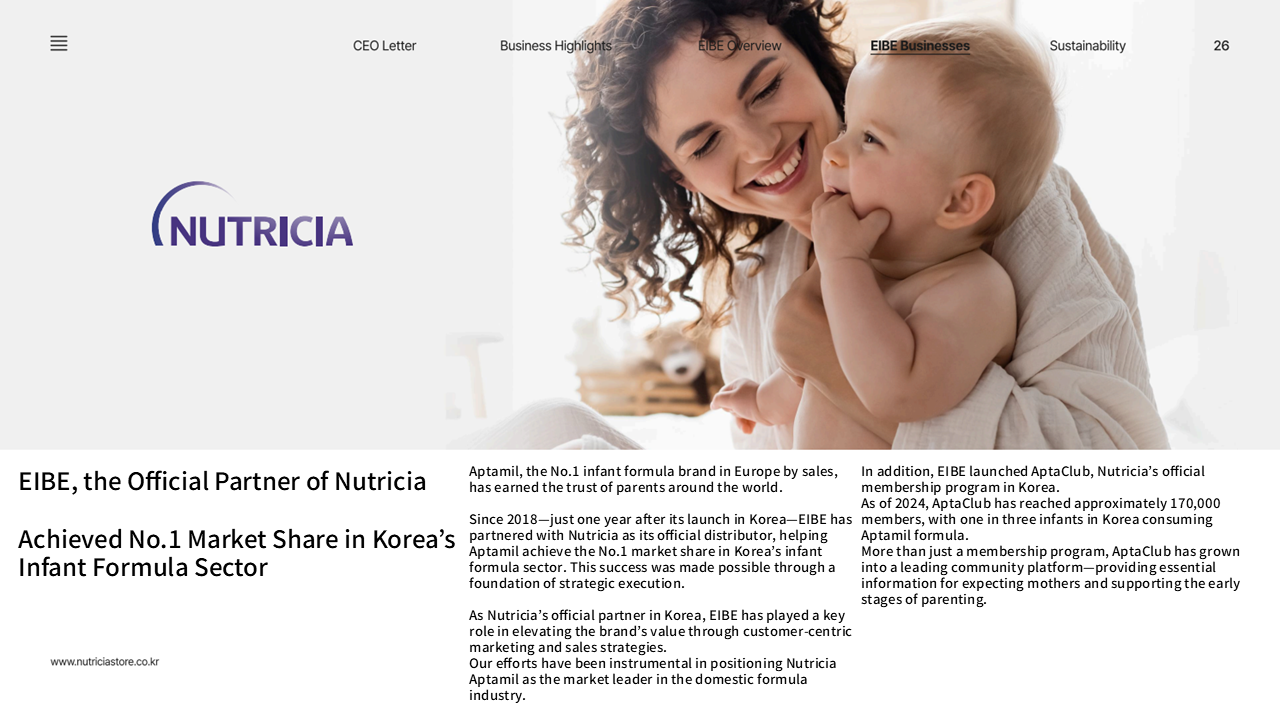 CEO Letter
Business Highlights
EIBE Overview
EIBE Businesses
Sustainability
26
NUTRICIA
EIBE, the Official Partner of Nutricia
Achieved No.1 Market Share in Korea’s
Infant Formula Sector
www.nutriciastore.co.kr
Aptamil, the No.1 infant formula brand in Europe by sales,
has earned the trust of parents around the world.
Since 2018—just one year after its launch in Korea—EIBE has
partnered with Nutricia as its official distributor, helping
Aptamil achieve the No.1 market share in Korea’s infant
formula sector. This success was made possible through a
foundation of strategic execution.
As Nutricia’s official partner in Korea, EIBE has played a key
role in elevating the brand’s value through customer-centric
marketing and sales strategies.
Our efforts have been instrumental in positioning Nutricia
Aptamil as the market leader in the domestic formula
industry.
In addition, EIBE launched AptaClub, Nutricia’s official
membership program in Korea.
As of 2024, AptaClub has reached approximately 170,000
members, with one in three infants in Korea consuming
Aptamil formula.
More than just a membership program, AptaClub has grown
into a leading community platform—providing essential
information for expecting mothers and supporting the early
stages of parenting.